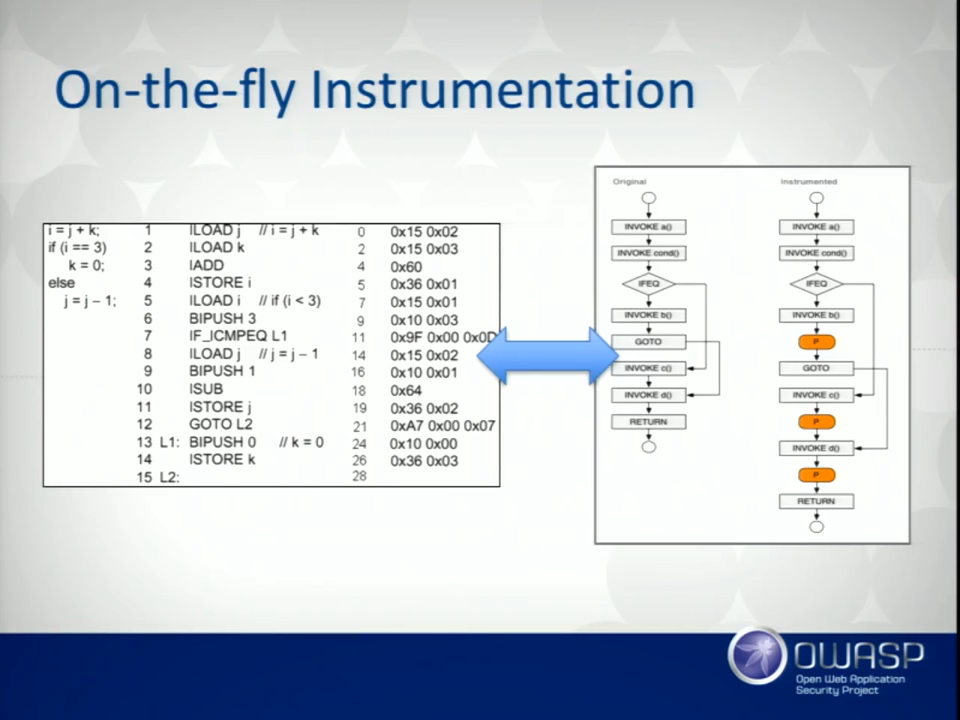 On-the-fly Instrumentation
i = j + k; 1 ILOAD j // i = j + k 0 0x15 0x02
if (i == 3) 2 ILOAD k 2 0x15 0x03
k = 0; 3 IADD 4 0x60
else 4 ISTORE i 5 0x36 0x01
j = j – 1; 5 ILOAD i // if (i < 3) 7 0x15 0x01
6 BIPUSH 3 9 0x10 0x03
7 IF_ICMPEQ L1 11 0x9F 0x00 0x0D
8 ILOAD j // j = j – 1 14 0x15 0x02
9 BIPUSH 1 16 0x10 0x01
10 ISUB 18 0x64
11 ISTORE j 19 0x36 0x02
12 GOTO L2 21 0xA7 0x00 0x07
13 L1: BIPUSH 0 // k = 0 24 0x10 0x00
14 ISTORE k 26 0x36 0x03
15 L2: 28
Original
INVOKE a()
INVOKE cond()
IFEQ
INVOKE b()
GOTO
INVOKE c()
INVOKE d()
RETURN
Instrumented
INVOKE a()
INVOKE cond()
IFEQ
INVOKE b()
P
GOTO
INVOKE c()
P
INVOKE d()
P
RETURN
OWASP
Open Web Application
Security Project